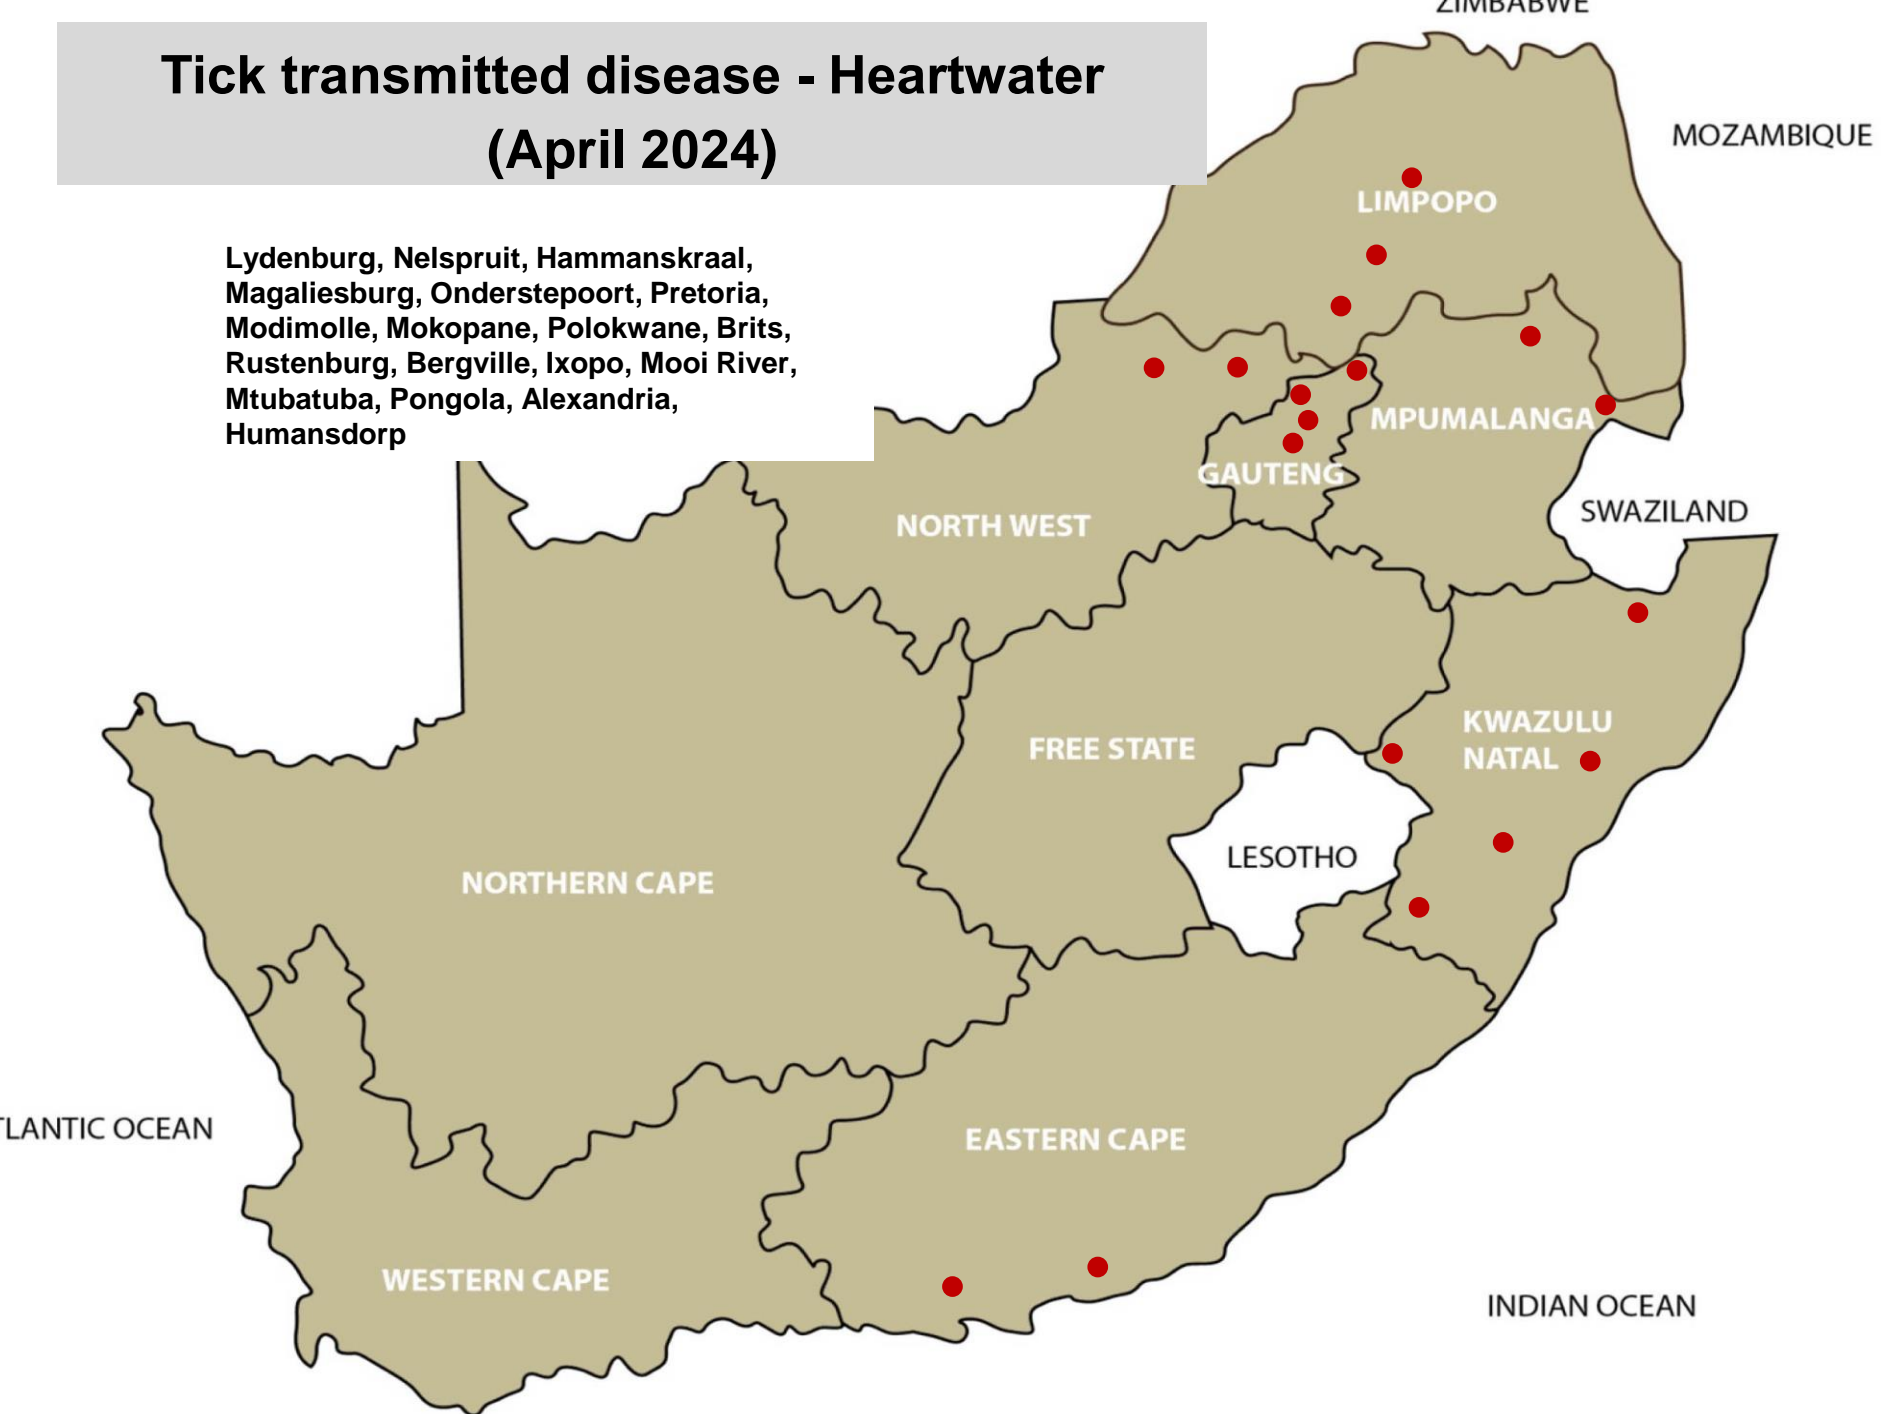 ZIMBABWE
Tick transmitted disease - Heartwater
(April 2024)
MOZAMBIQUE
LIMPOPO
Lydenburg, Nelspruit, Hammanskraal,
Magaliesburg, Onderstepoort, Pretoria,
Modimolle, Mokopane, Polokwane, Brits,
Rustenburg, Bergville, Ixopo, Mooi River,
Mtubatuba, Pongola, Alexandria,
Humansdorp
MPUMALANGA
GAUTENG
SWAZILAND
NORTH WEST
KWAZULU
NATAL
FREE STATE
LESOTHO
NORTHERN CAPE
TLANTIC OCEAN
EASTERN CAPE
WESTERN CAPE
INDIAN OCEAN